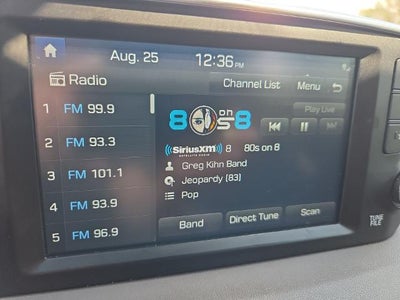 Aug. 25 12:36 PM
Radio
Channel List Menu
1 FM 99.9
2 FM 93.3
3 FM 101.1
4 FM 93.9
5 FM 96.9
80s on 8
Play Live
SiriusXM 8 80s on 8
SATELLITE RADIO
Greg Kihn Band
Jeopardy (83)
Pop
Band Direct Tune Scan
TUNE
FILE